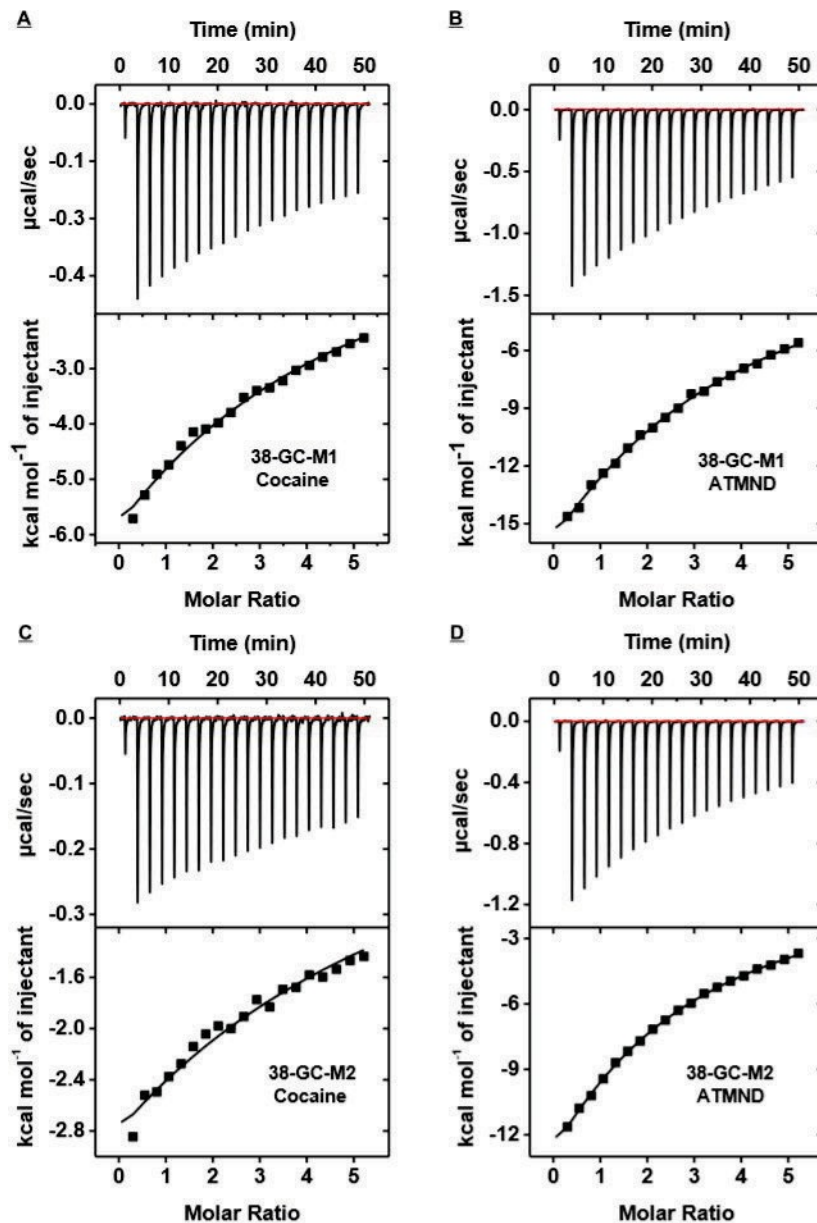 A
Time (min)
0 10 20 30 40 50
0.0
-0.1
-0.3
-0.4
µcal/sec
-3.0
-4.0
-5.0
-6.0
kcal mol⁻¹ of injectant
38-GC-M1
Cocaine
0 1 2 3 4 5
Molar Ratio
B
Time (min)
0 10 20 30 40 50
0.0
-0.5
-1.0
-1.5
µcal/sec
-6
-9
-12
-15
kcal mol⁻¹ of injectant
38-GC-M1
ATMND
0 1 2 3 4 5
Molar Ratio
C
Time (min)
0 10 20 30 40 50
0.0
-0.1
-0.2
-0.3
µcal/sec
-1.6
-2.0
-2.4
-2.8
kcal mol⁻¹ of injectant
38-GC-M2
Cocaine
0 1 2 3 4 5
Molar Ratio
D
Time (min)
0 10 20 30 40 50
0.0
-0.4
-0.8
-1.2
µcal/sec
-3
-6
-9
-12
kcal mol⁻¹ of injectant
38-GC-M2
ATMND
0 1 2 3 4 5
Molar Ratio